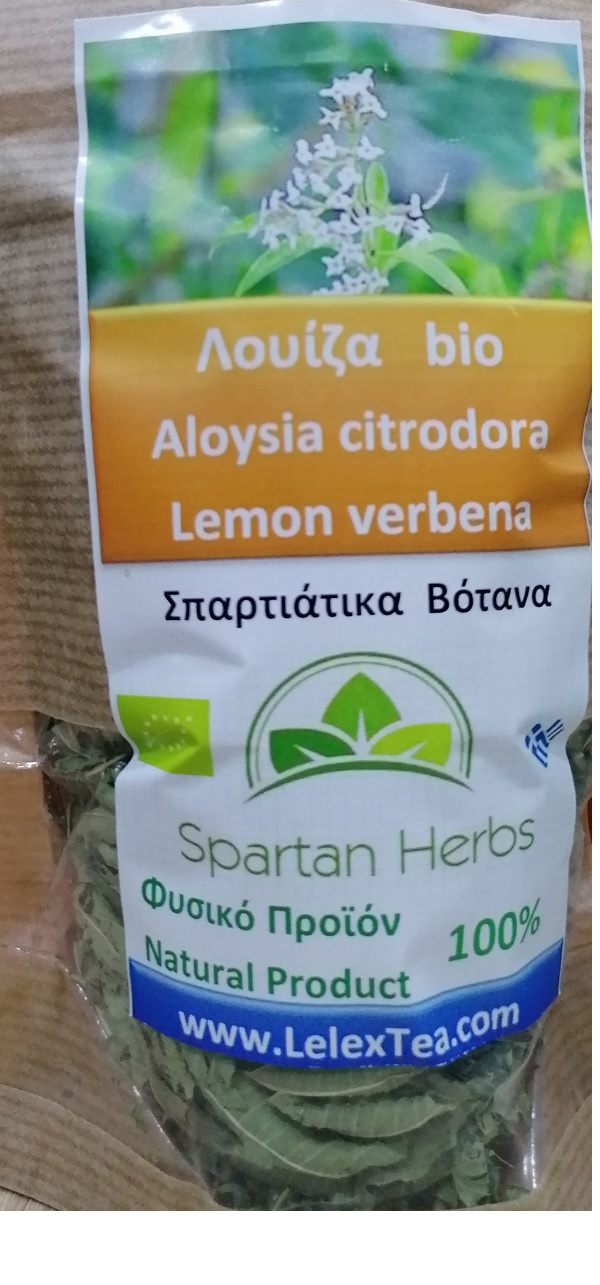 Λουίζα bio
Aloysia citrodora
Lemon verbena
Σπαρτιάτικα Βότανα
Spartan Herbs
Φυσικό Προϊόν 100%
Natural Product
www.LelexTea.com